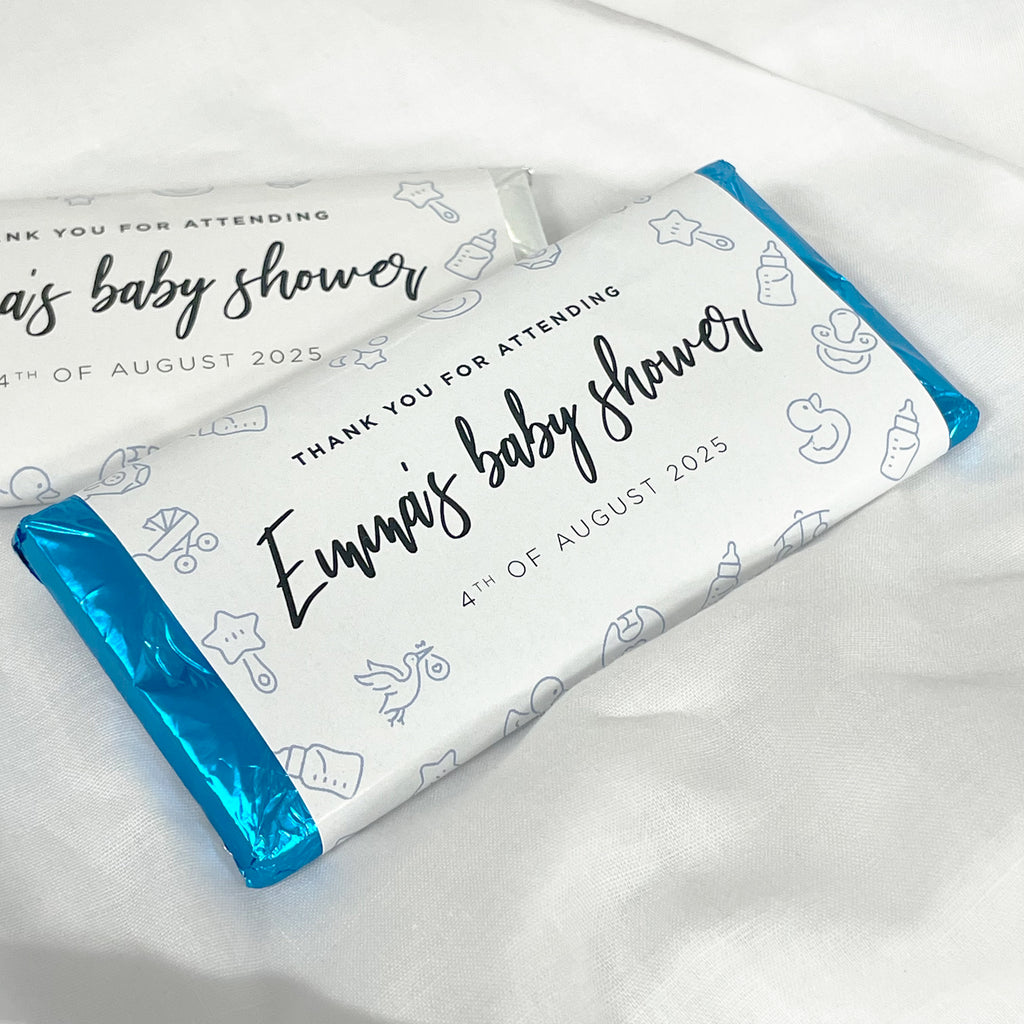 THANK YOU FOR ATTENDING
Emma's baby shower
4TH OF AUGUST 2025
NK YOU FOR ATTENDING
a's baby shower
4TH OF AUGUST 2025